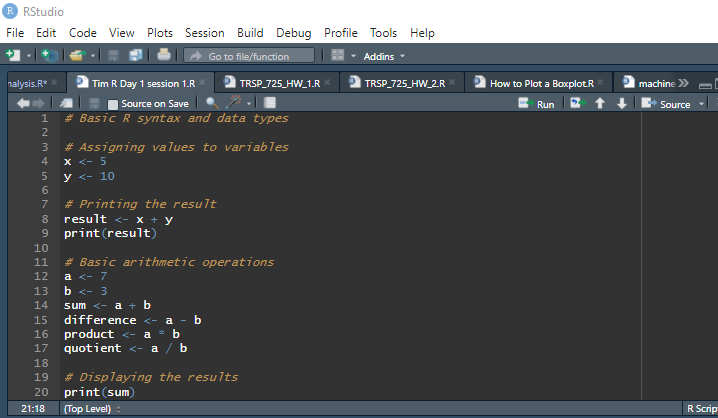 R RStudio
File Edit Code View Plots Session Build Debug Profile Tools Help
Go to file/function Addins
nalysis.R* Tim R Day 1 session 1.R TRSP_725_HW_1.R TRSP_725_HW_2.R How to Plot a Boxplot.R machine
Source on Save Run Source
1 # Basic R syntax and data types
2
3 # Assigning values to variables
4 x <- 5
5 y <- 10
6
7 # Printing the result
8 result <- x + y
9 print(result)
10
11 # Basic arithmetic operations
12 a <- 7
13 b <- 3
14 sum <- a + b
15 difference <- a - b
16 product <- a * b
17 quotient <- a / b
18
19 # Displaying the results
20 print(sum)
21:18 (Top Level) R Scrip